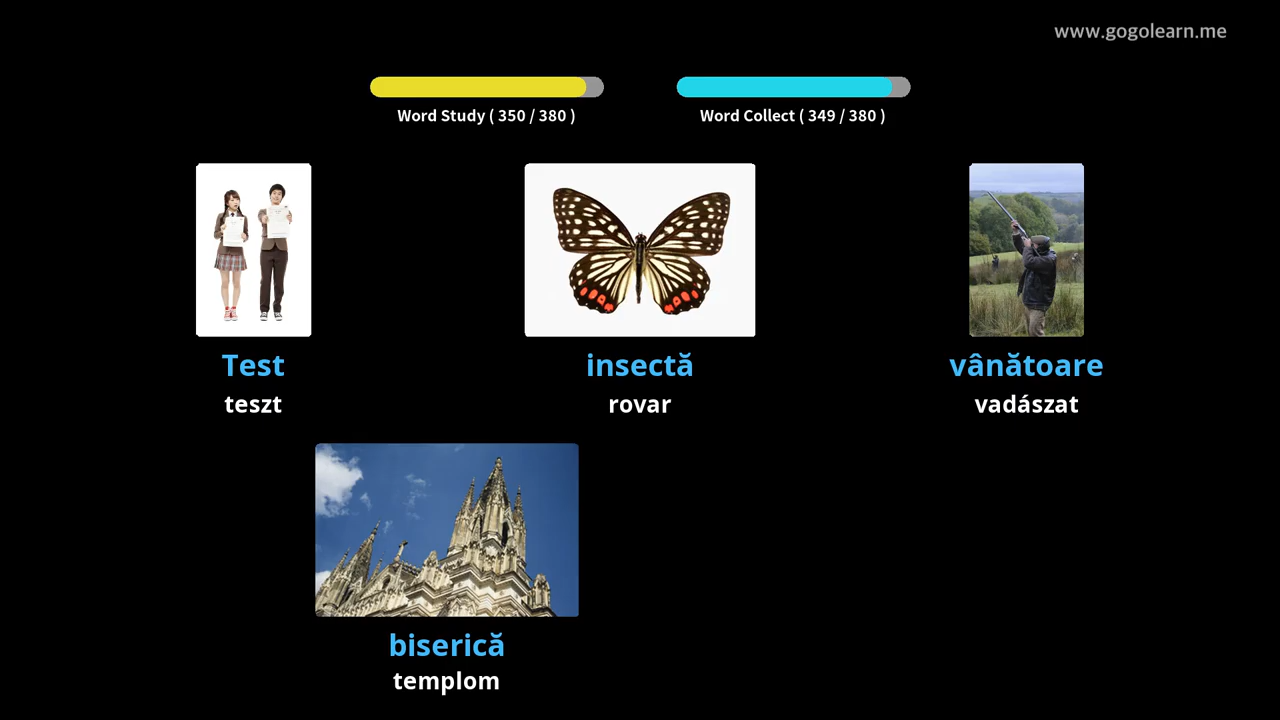 www.gogolearn.me
Word Study ( 350 / 380 )
Word Collect ( 349 / 380 )
Test
teszt
insectă
rovar
vânătoare
vadászat
biserică
templom